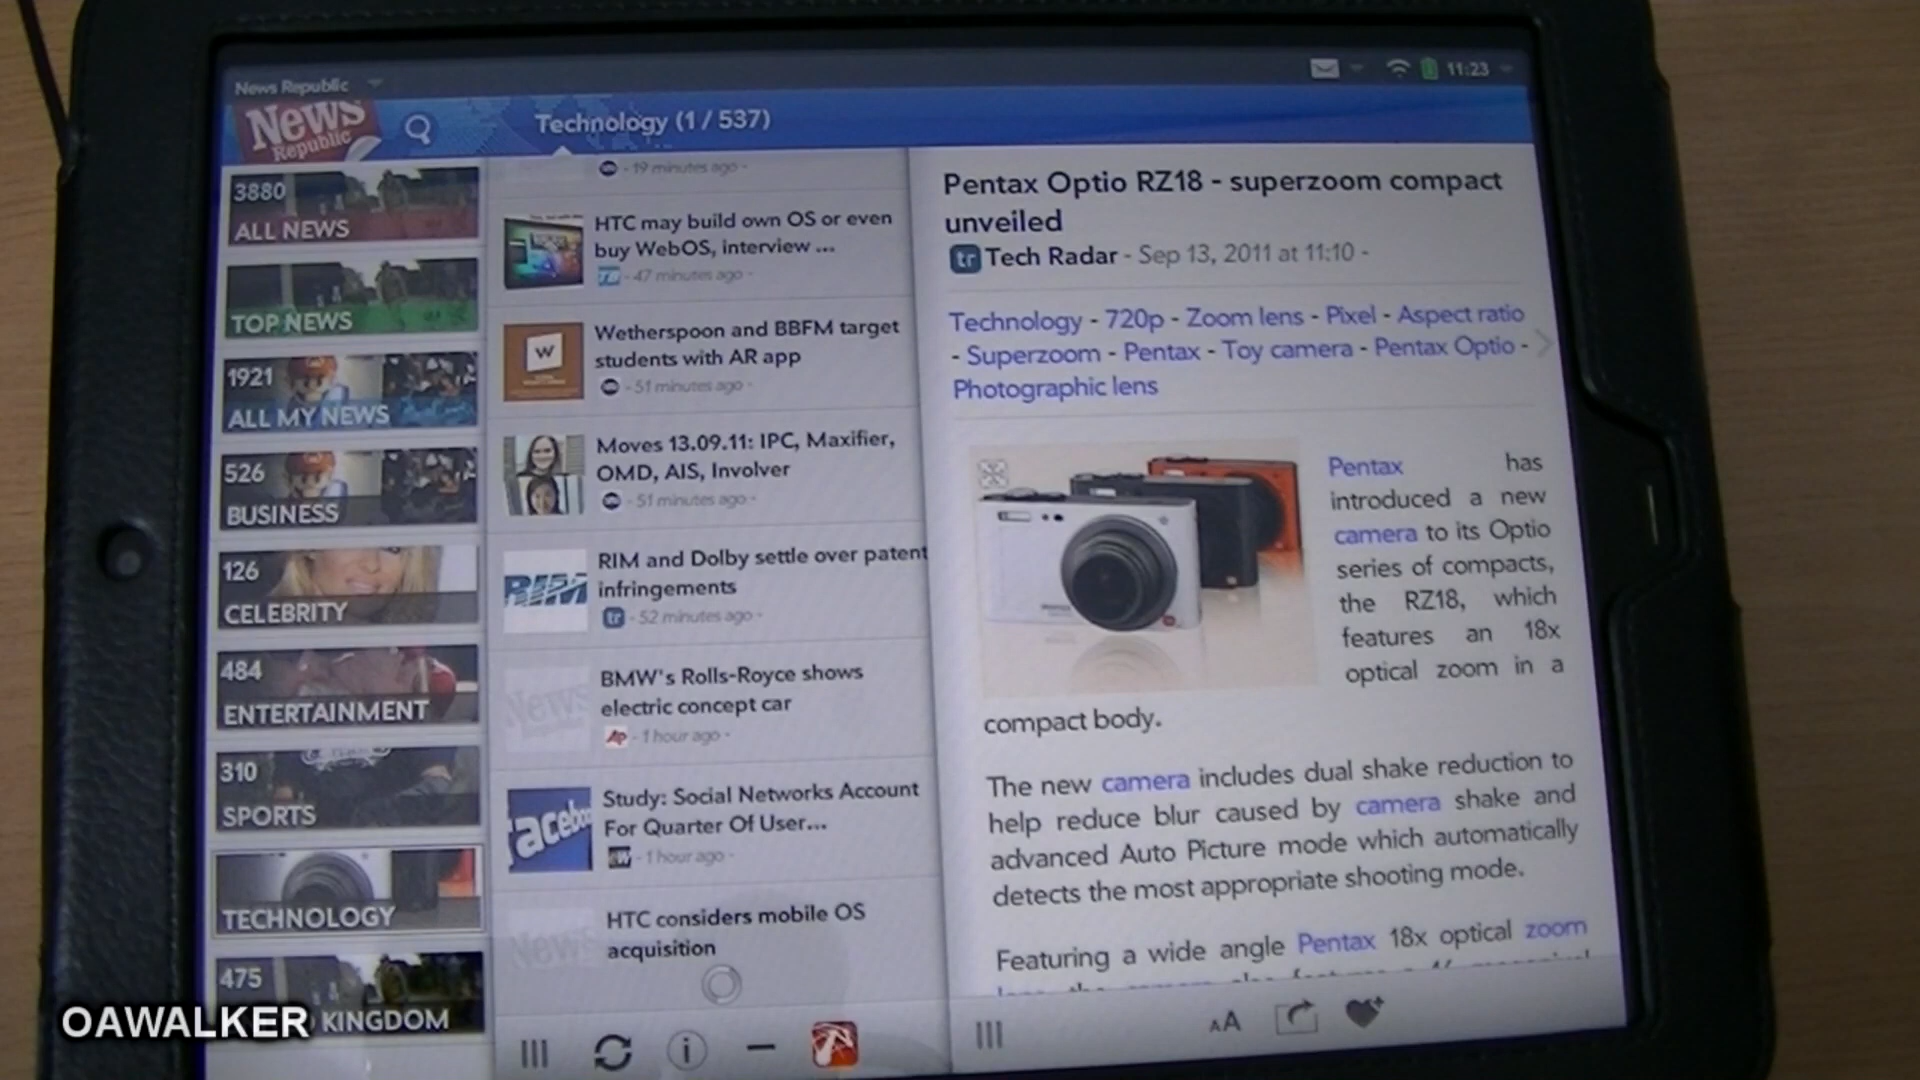 News Republic
11:23
News
Republic
Technology (1 / 537)
3880
ALL NEWS
TOP NEWS
1921
ALL MY NEWS
526
BUSINESS
126
CELEBRITY
484
ENTERTAINMENT
310
SPORTS
TECHNOLOGY
475
KINGDOM
- 19 minutes ago -
HTC may build own OS or even
buy WebOS, interview ...
- 47 minutes ago -
W
Wetherspoon and BBFM target
students with AR app
- 51 minutes ago -
Moves 13.09.11: IPC, Maxifier,
OMD, AIS, Involver
- 51 minutes ago -
RIM
RIM and Dolby settle over patent
infringements
tr - 52 minutes ago -
News
BMW's Rolls-Royce shows
electric concept car
AP - 1 hour ago -
facebo
Study: Social Networks Account
For Quarter Of User...
- 1 hour ago -
News
HTC considers mobile OS
acquisition
Pentax Optio RZ18 - superzoom compact
unveiled
tr Tech Radar - Sep 13, 2011 at 11:10 -
Technology - 720p - Zoom lens - Pixel - Aspect ratio
- Superzoom - Pentax - Toy camera - Pentax Optio -
Photographic lens
Pentax has
introduced a new
camera to its Optio
series of compacts,
the RZ18, which
features an 18x
optical zoom in a
compact body.
The new camera includes dual shake reduction to
help reduce blur caused by camera shake and
advanced Auto Picture mode which automatically
detects the most appropriate shooting mode.
Featuring a wide angle Pentax 18x optical zoom
i
AA
OAWALKER